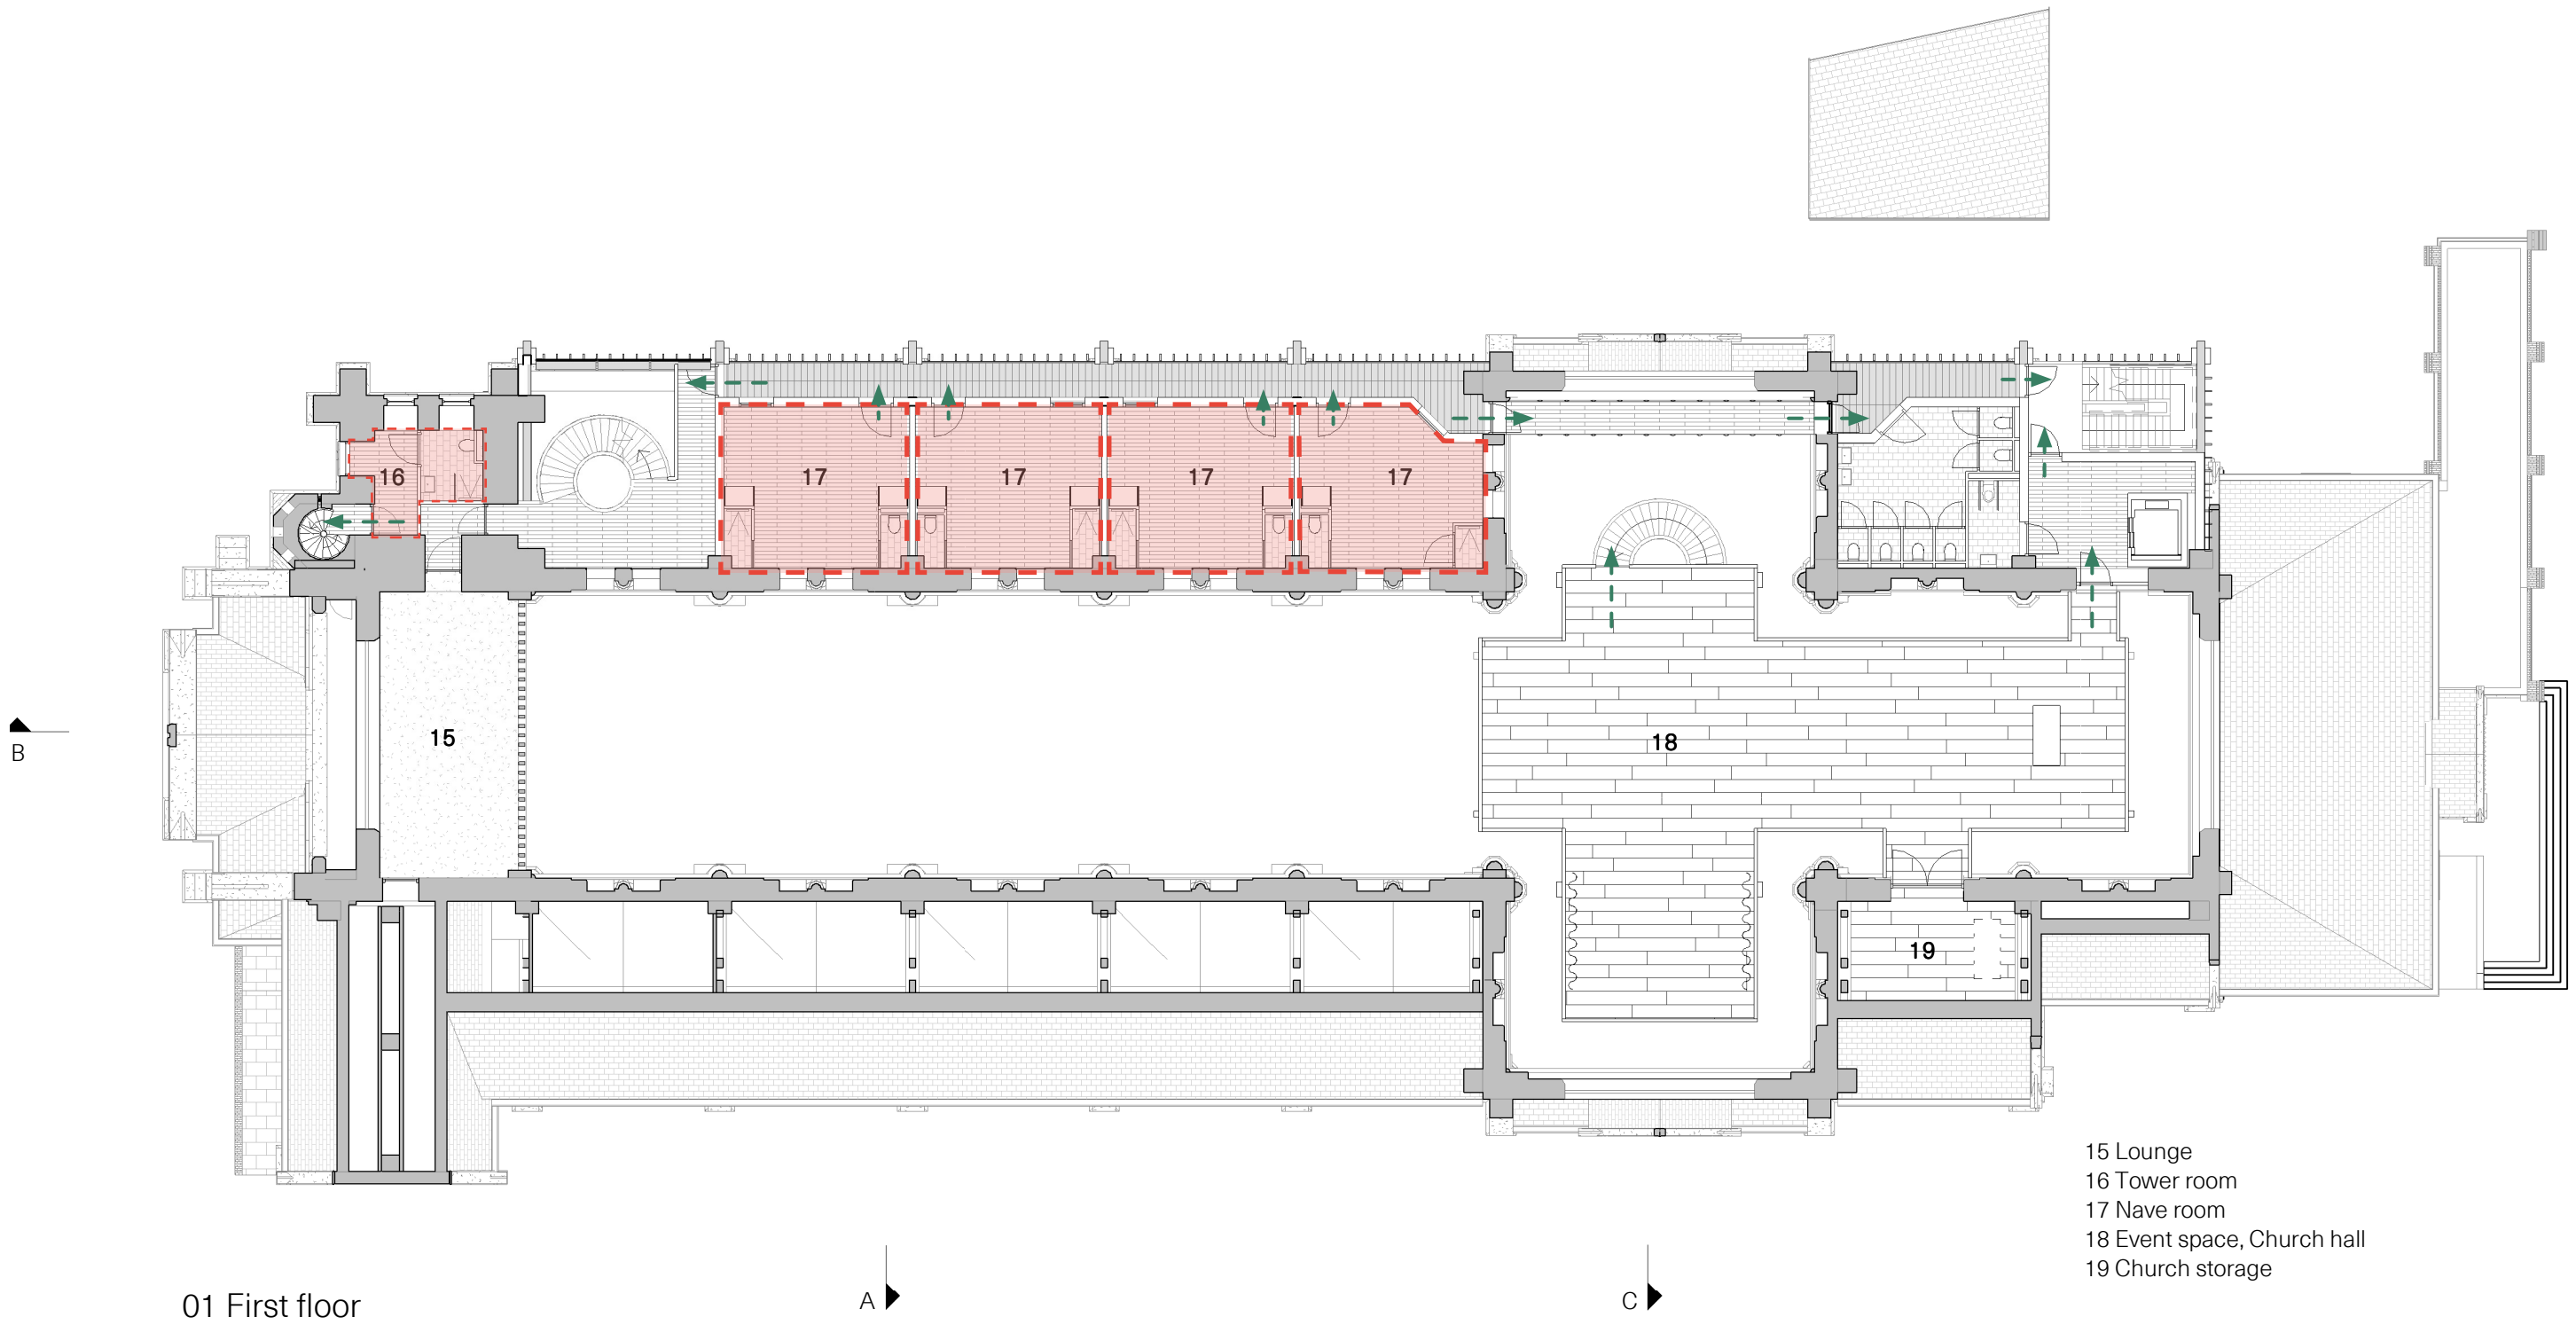 16
17
17
17
17
15
18
B
19
15 Lounge
16 Tower room
17 Nave room
18 Event space, Church hall
19 Church storage
A
C
01 First floor